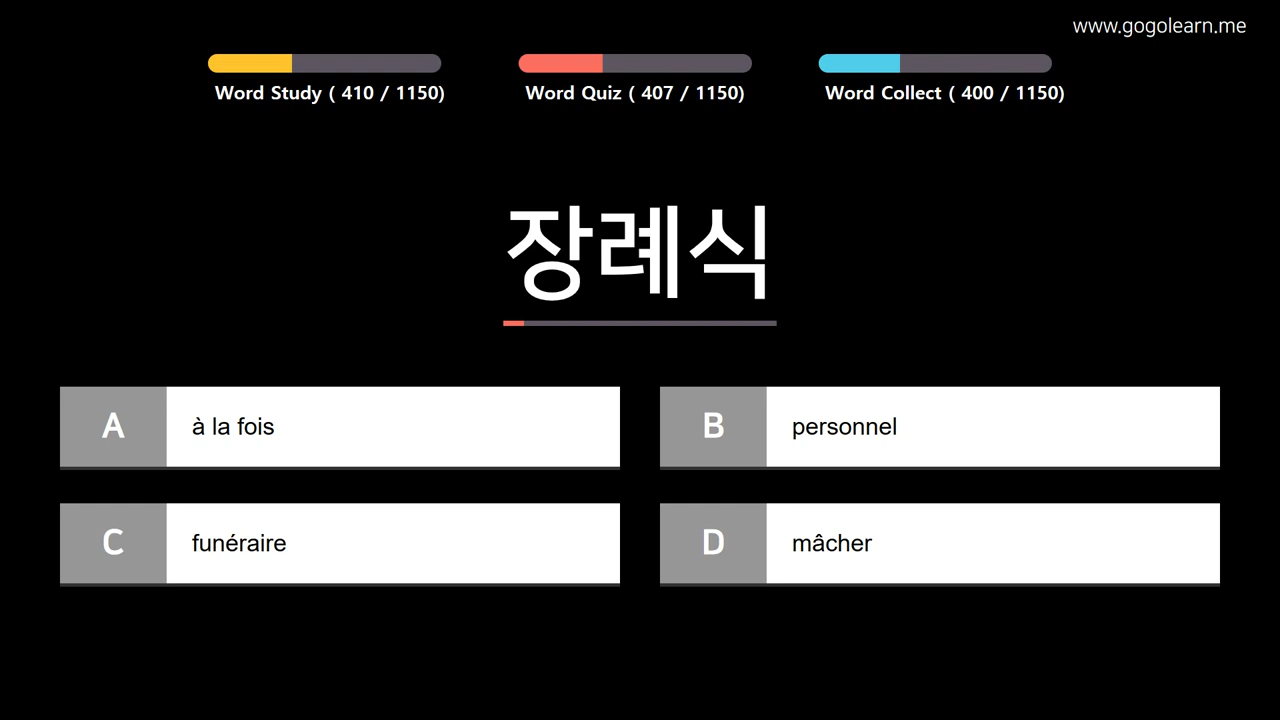 www.gogolearn.me
Word Study ( 410 / 1150)
Word Quiz ( 407 / 1150)
Word Collect ( 400 / 1150)
장례식
A
à la fois
B
personnel
C
funéraire
D
mâcher